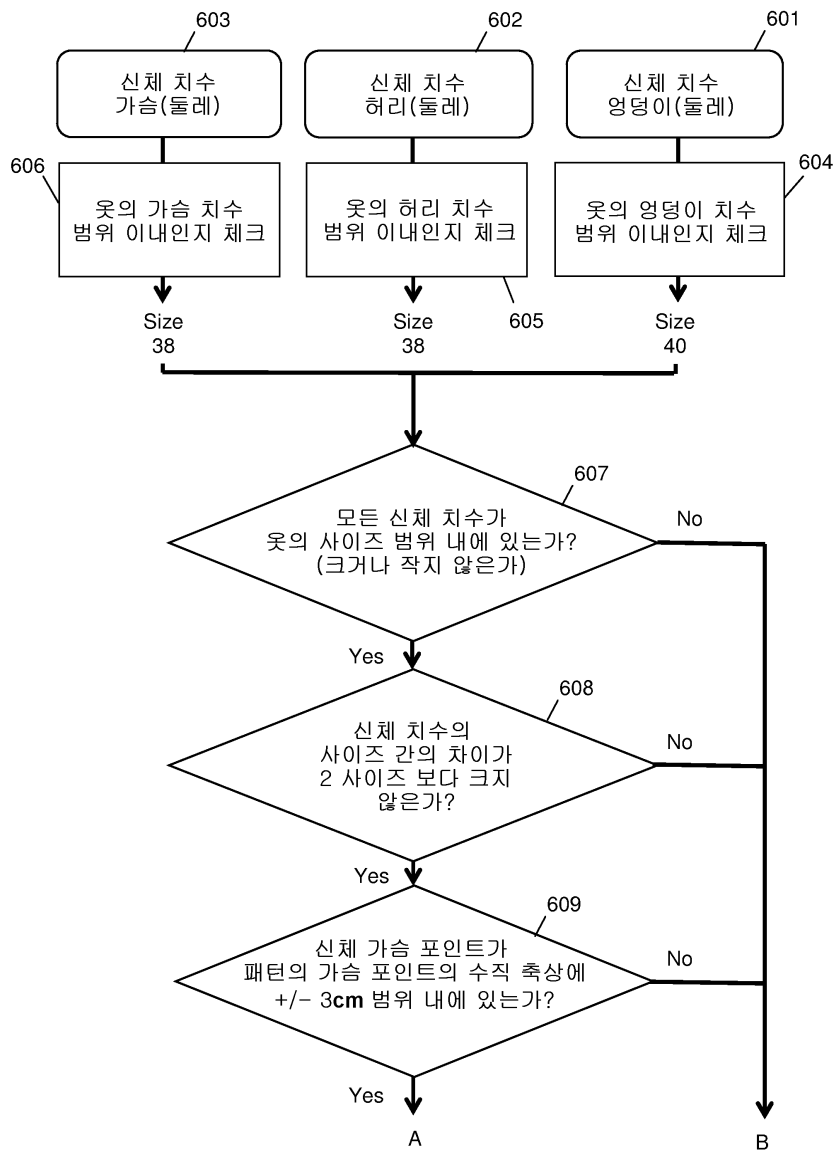 603
602
601
신체 치수
가슴(둘레)
신체 치수
허리(둘레)
신체 치수
엉덩이(둘레)
606
604
옷의 가슴 치수
범위 이내인지 체크
옷의 허리 치수
범위 이내인지 체크
옷의 엉덩이 치수
범위 이내인지 체크
605
Size
38
Size
38
Size
40
607
모든 신체 치수가
옷의 사이즈 범위 내에 있는가?
(크거나 작지 않은가)
No
Yes
608
신체 치수의
사이즈 간의 차이가
2 사이즈 보다 크지
않은가?
No
Yes
609
신체 가슴 포인트가
패턴의 가슴 포인트의 수직 축상에
+/- 3cm 범위 내에 있는가?
No
Yes
A
B